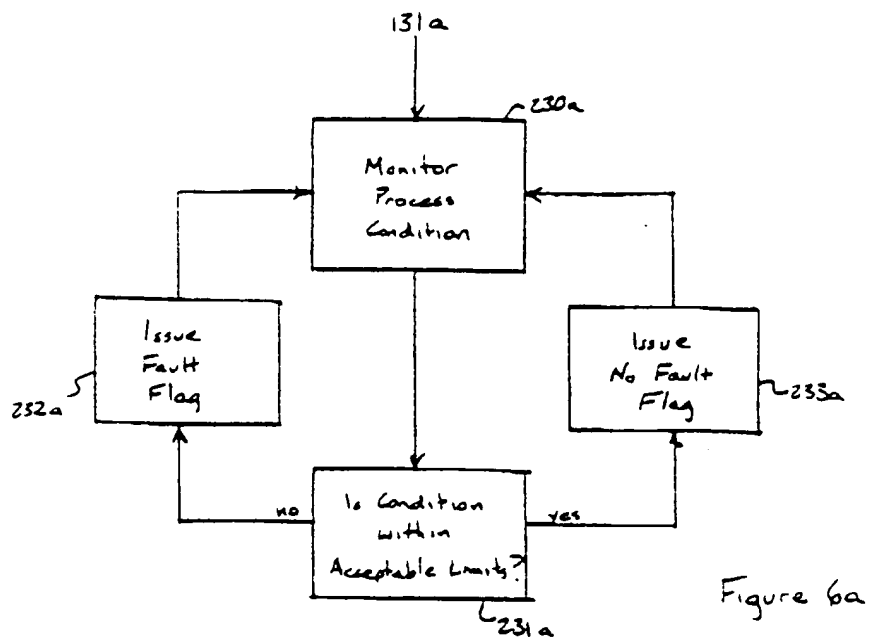 131a
230a
Monitor
Process
Condition
Issue
Fault
Flag
232a
Issue
No Fault
Flag
233a
no
Is Condition
within
Acceptable Limits?
yes
231a
Figure 6a